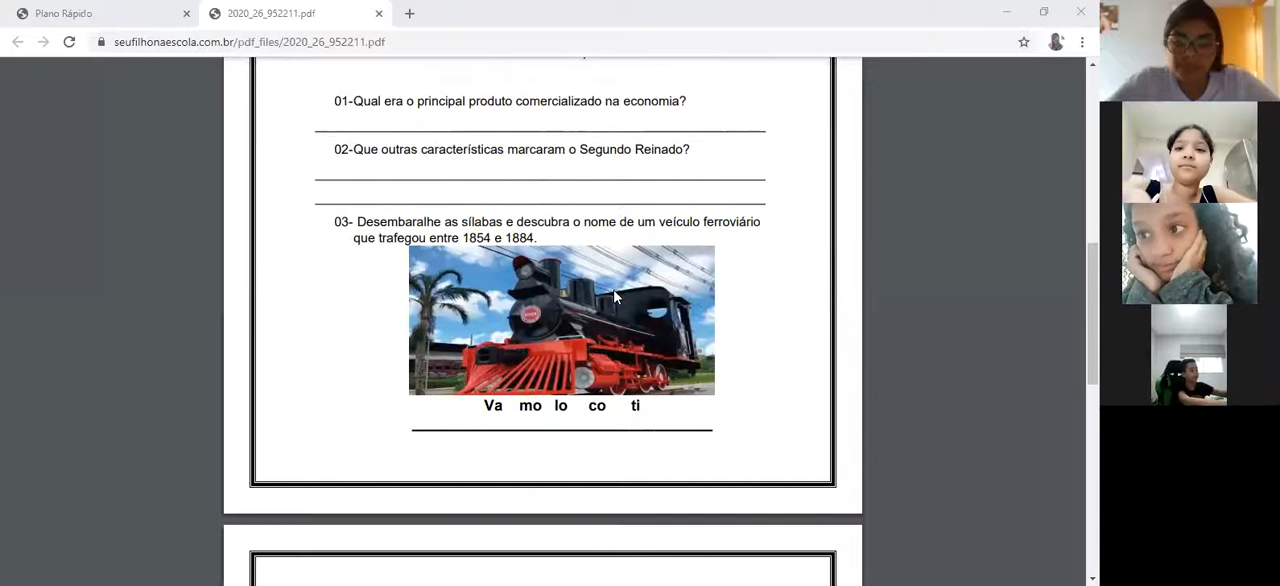 Plano Rápido
2020_26_952211.pdf
seufilhonaescola.com.br/pdf_files/2020_26_952211.pdf
01-Qual era o principal produto comercializado na economia?
02-Que outras características marcaram o Segundo Reinado?
03- Desembaralhe as sílabas e descubra o nome de um veículo ferroviário
que trafegou entre 1854 e 1884.
Va mo lo co ti